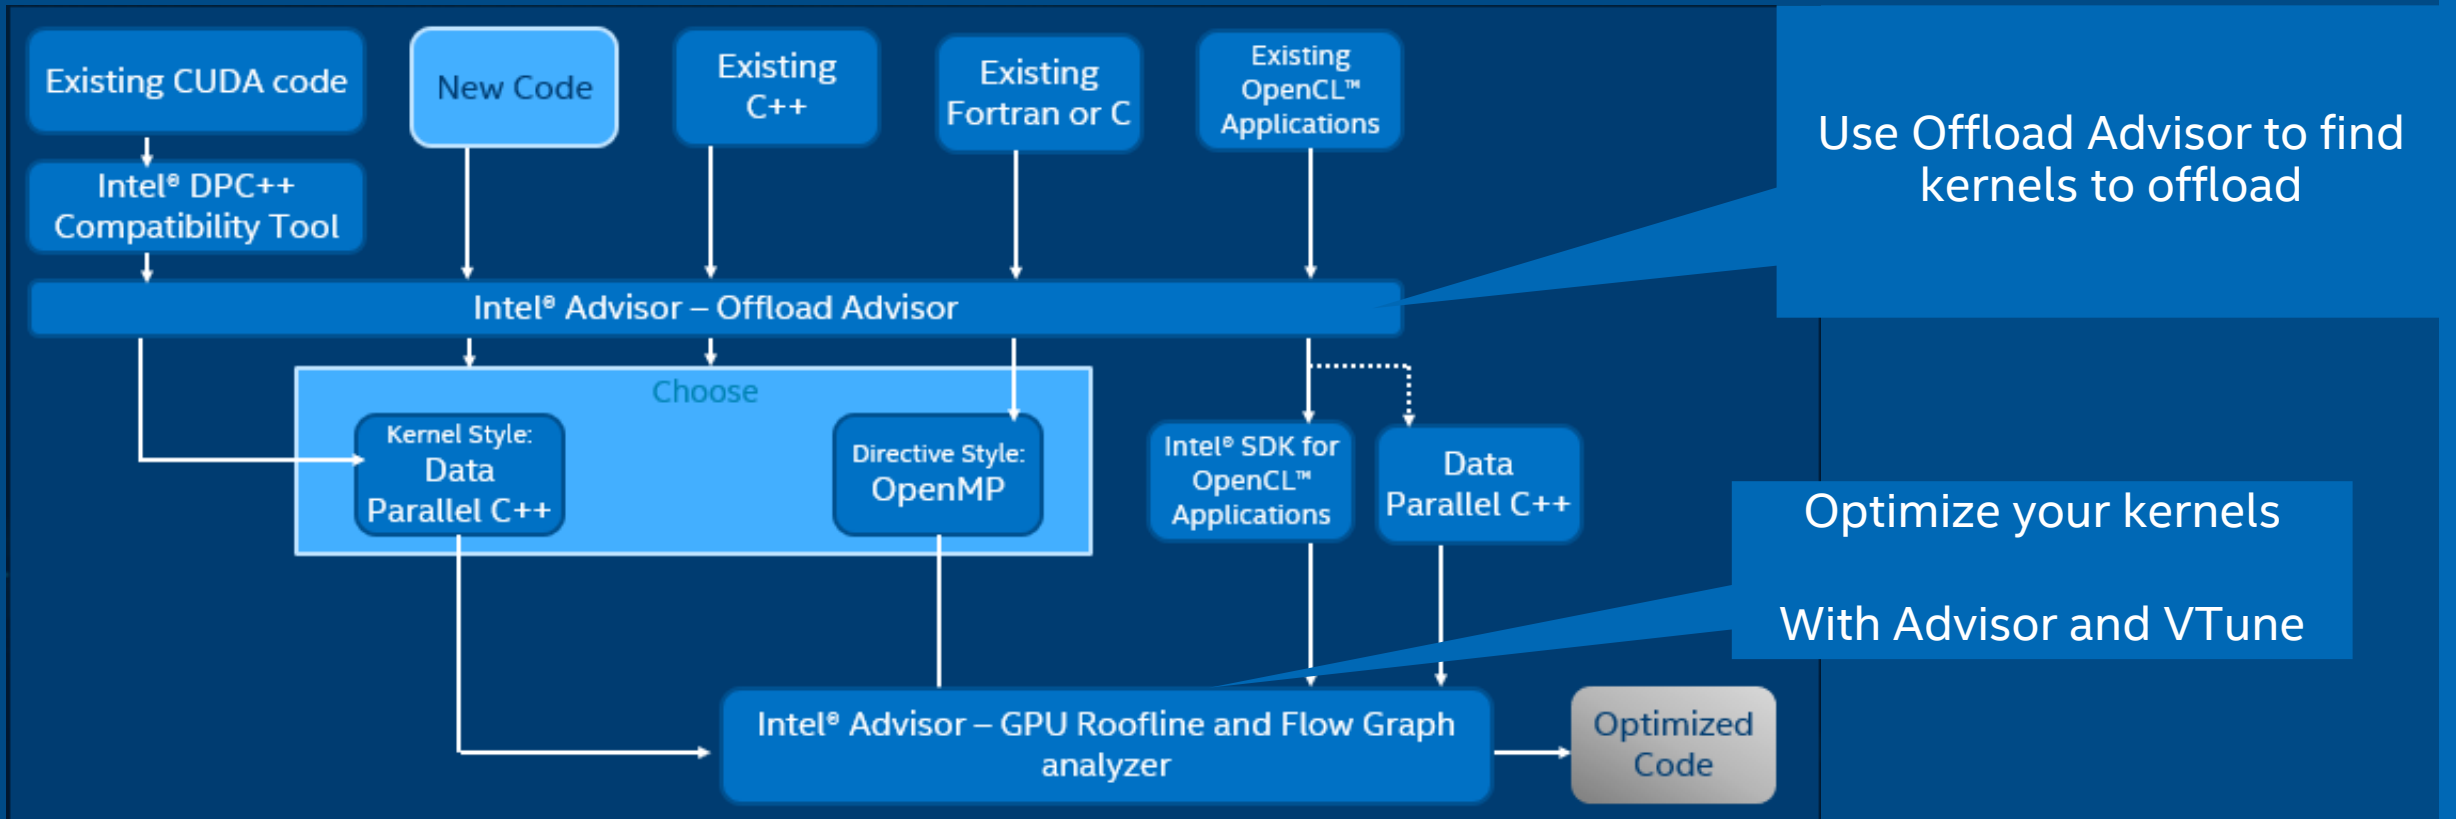 Existing CUDA code
New Code
Existing
C++
Existing
Fortran or C
Existing
OpenCL™
Applications
Use Offload Advisor to find
kernels to offload
Intel® DPC++
Compatibility Tool
Intel® Advisor – Offload Advisor
Choose
Kernel Style:
Data
Parallel C++
Directive Style:
OpenMP
Intel® SDK for
OpenCL™
Applications
Data
Parallel C++
Optimize your kernels
With Advisor and VTune
Intel® Advisor – GPU Roofline and Flow Graph
analyzer
Optimized
Code